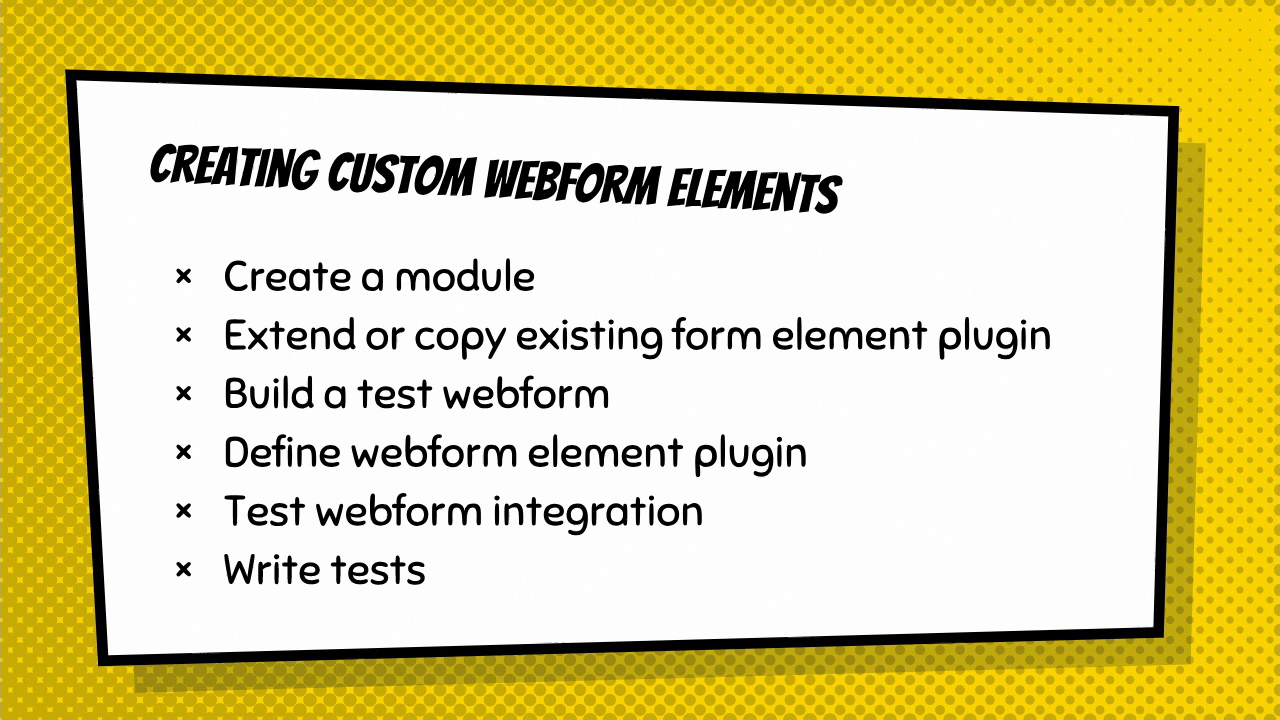 CREATING CUSTOM WEBFORM ELEMENTS
× Create a module
× Extend or copy existing form element plugin
× Build a test webform
× Define webform element plugin
× Test webform integration
× Write tests